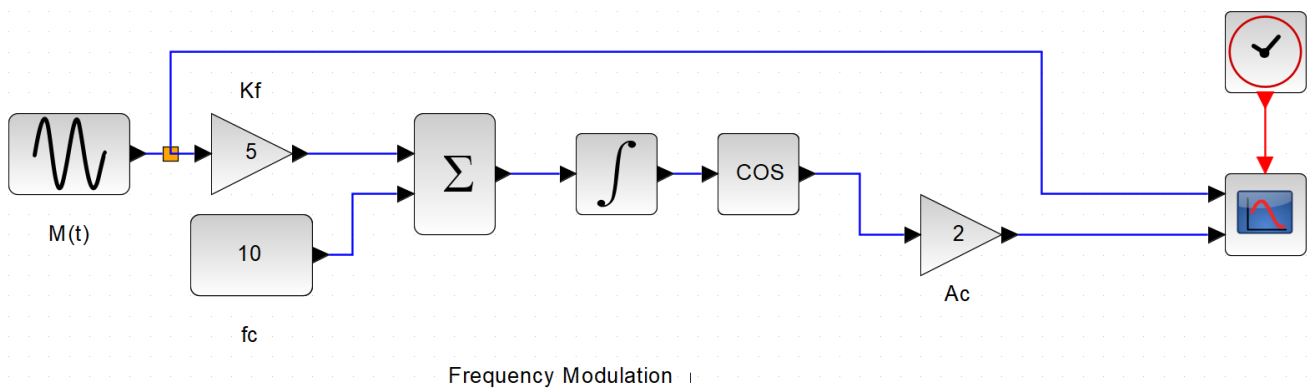 Kf
5
Σ
∫
COS
M(t)
10
2
Ac
fc
Frequency Modulation